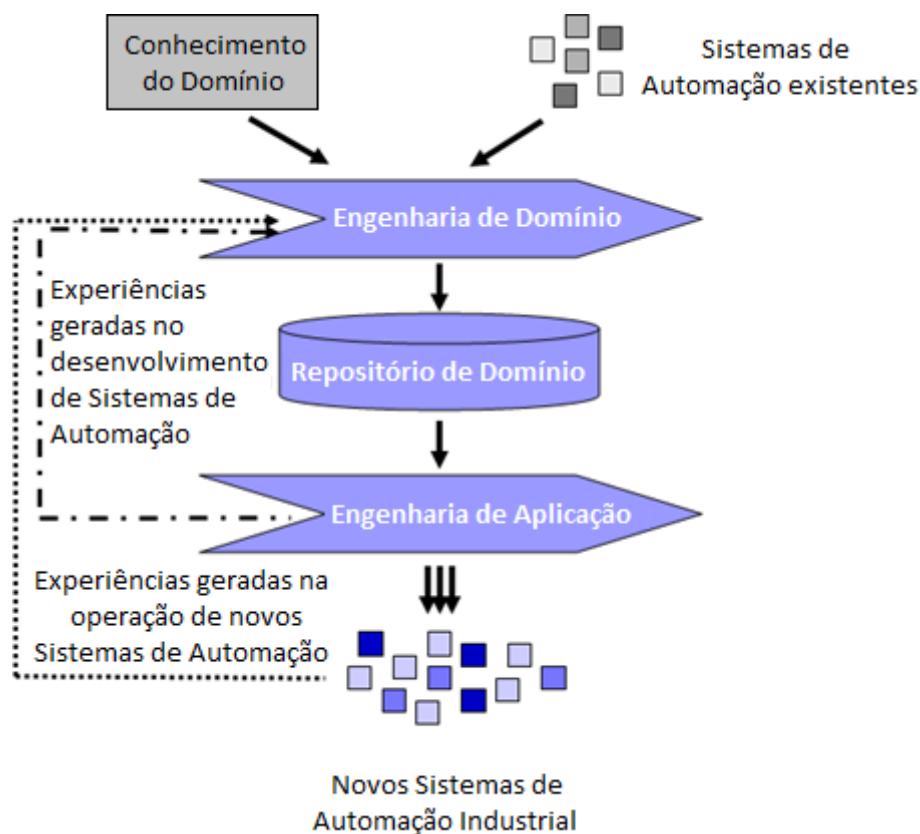 Conhecimento
do Domínio
Sistemas de
Automação existentes
Engenharia de Domínio
Experiências
geradas no
desenvolvimento
de Sistemas de
Automação
Repositório de Domínio
Engenharia de Aplicação
Experiências geradas na
operação de novos
Sistemas de Automação
Novos Sistemas de
Automação Industrial